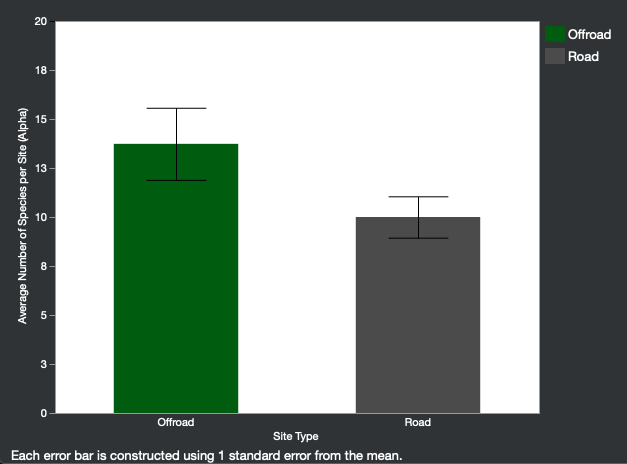 Average Number of Species per Site (Alpha)
20
18
15
13
10
8
5
3
0
Offroad
Road
Site Type
Offroad
Road
Each error bar is constructed using 1 standard error from the mean.